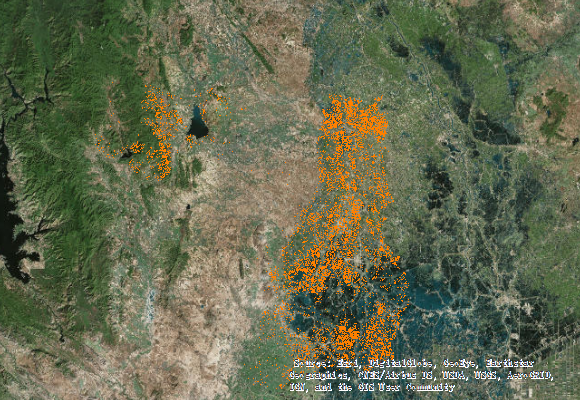 Source: Esri, DigitalGlobe, GeoEye, Earthstar
Geographics, CNES/Airbus DS, USDA, USGS, AeroGRID,
IGN, and the GIS User Community